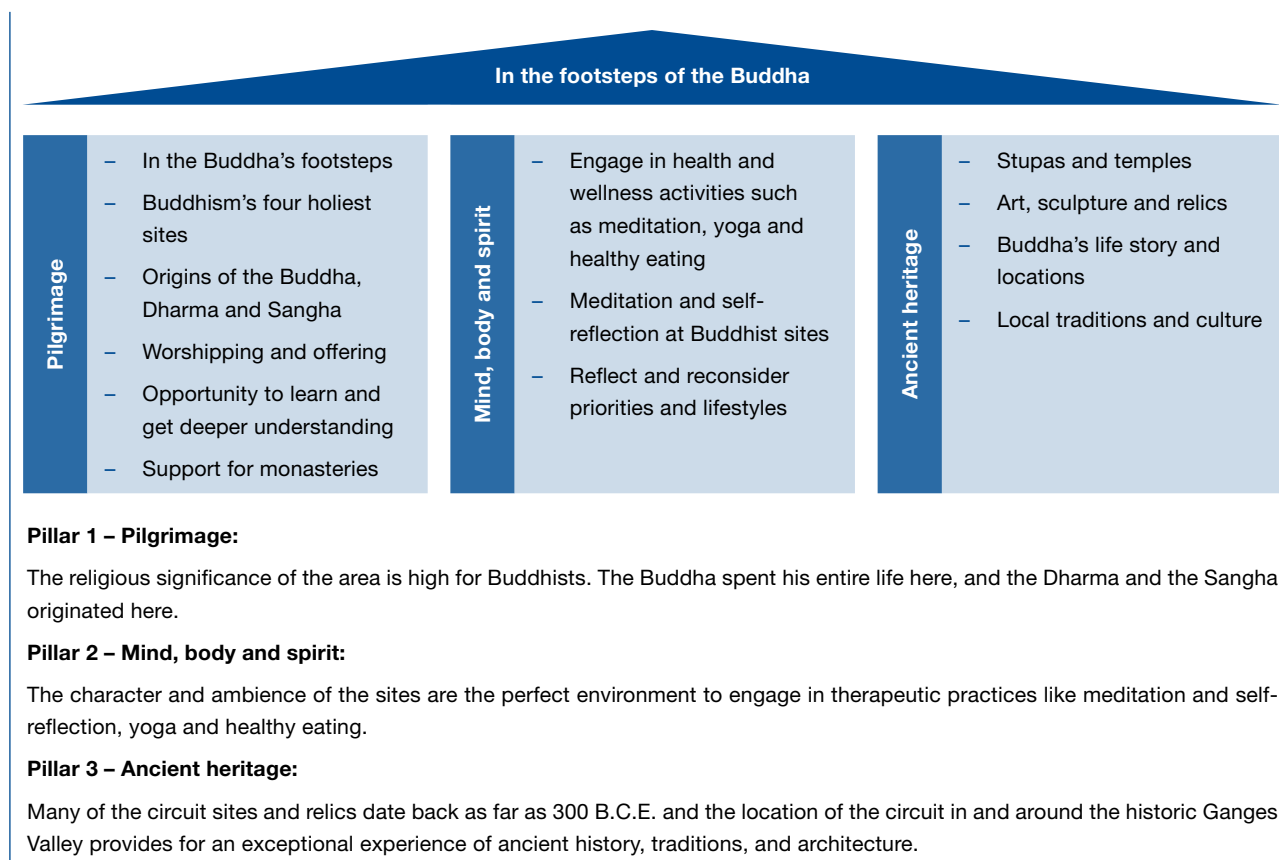 In the footsteps of the Buddha
Pilgrimage
– In the Buddha’s footsteps
– Buddhism’s four holiest
sites
– Origins of the Buddha,
Dharma and Sangha
– Worshipping and offering
– Opportunity to learn and
get deeper understanding
– Support for monasteries
Mind, body and spirit
– Engage in health and
wellness activities such
as meditation, yoga and
healthy eating
– Meditation and self-
reflection at Buddhist sites
– Reflect and reconsider
priorities and lifestyles
Ancient heritage
– Stupas and temples
– Art, sculpture and relics
– Buddha’s life story and
locations
– Local traditions and culture
Pillar 1 – Pilgrimage:
The religious significance of the area is high for Buddhists. The Buddha spent his entire life here, and the Dharma and the Sangha
originated here.
Pillar 2 – Mind, body and spirit:
The character and ambience of the sites are the perfect environment to engage in therapeutic practices like meditation and self-
reflection, yoga and healthy eating.
Pillar 3 – Ancient heritage:
Many of the circuit sites and relics date back as far as 300 B.C.E. and the location of the circuit in and around the historic Ganges
Valley provides for an exceptional experience of ancient history, traditions, and architecture.